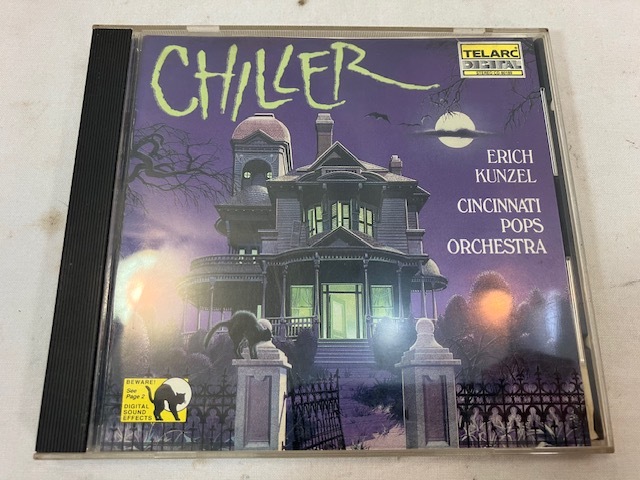 CHILLER
TELARC
DIGITAL
ERICH
KUNZEL
CINCINNATI
POPS
ORCHESTRA
BEWARE!
See
Page 2
DIGITAL
SOUND
EFFECTS